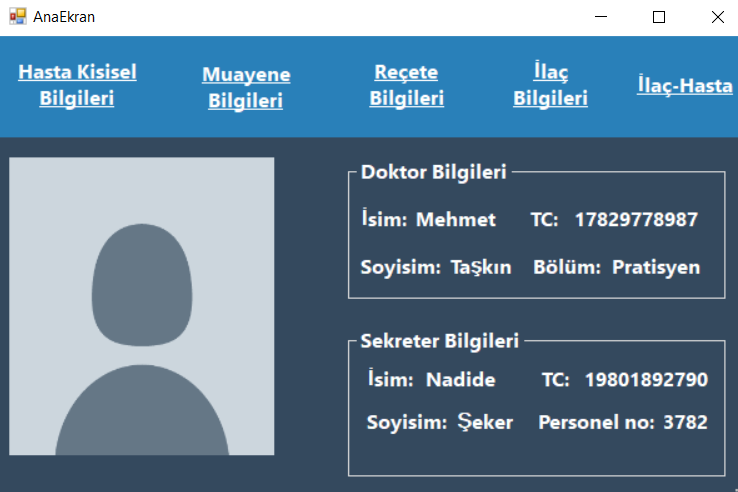 AnaEkran
Hasta Kisisel
Bilgileri
Muayene
Bilgileri
Reçete
Bilgileri
İlaç
Bilgileri
İlaç-Hasta
Doktor Bilgileri
İsim: Mehmet TC: 17829778987
Soyisim: Taşkın Bölüm: Pratisyen
Sekreter Bilgileri
İsim: Nadide TC: 19801892790
Soyisim: Şeker Personel no: 3782